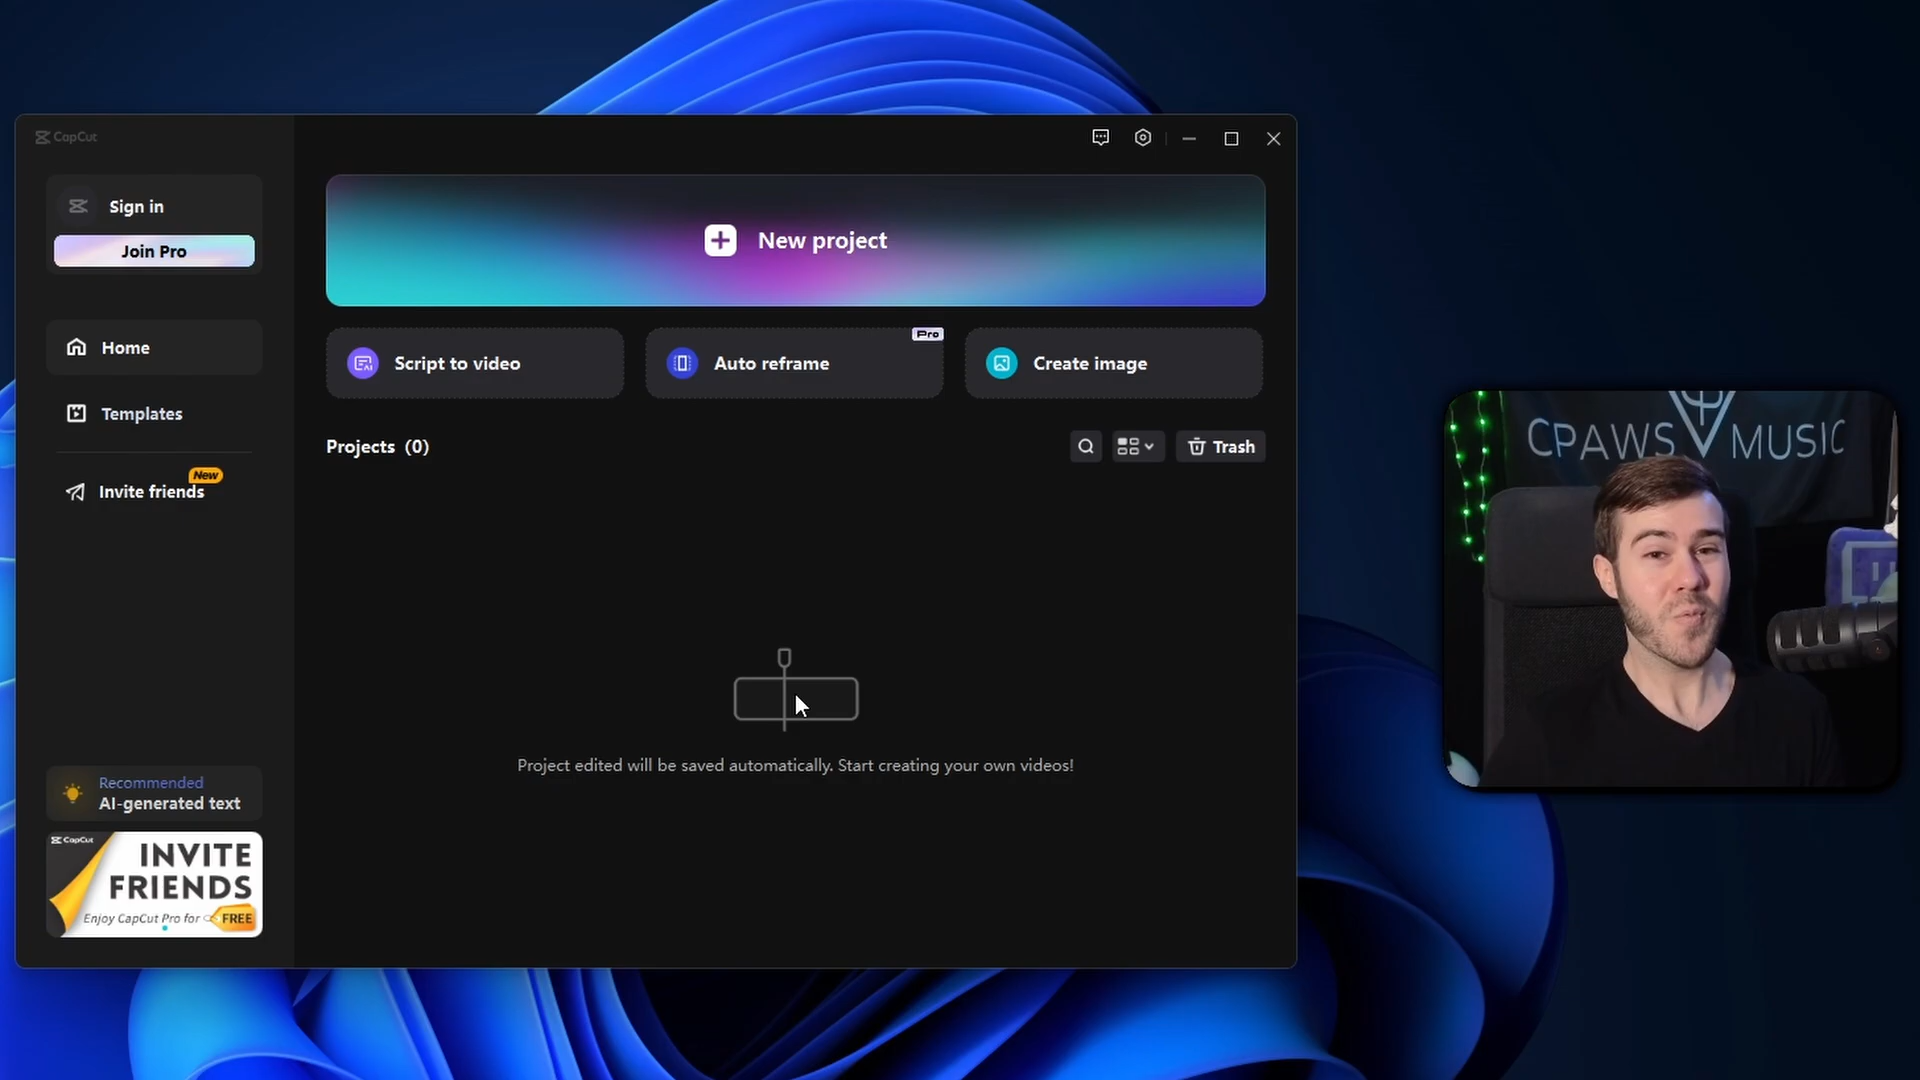 CapCut
Sign in
Join Pro
Home
Templates
New
Invite friends
Recommended
AI-generated text
CapCut
INVITE
FRIENDS
Enjoy CapCut Pro for FREE
New project
Script to video
Pro
Auto reframe
Create image
Projects (0)
Trash
Project edited will be saved automatically. Start creating your own videos!
CPAWS MUSIC